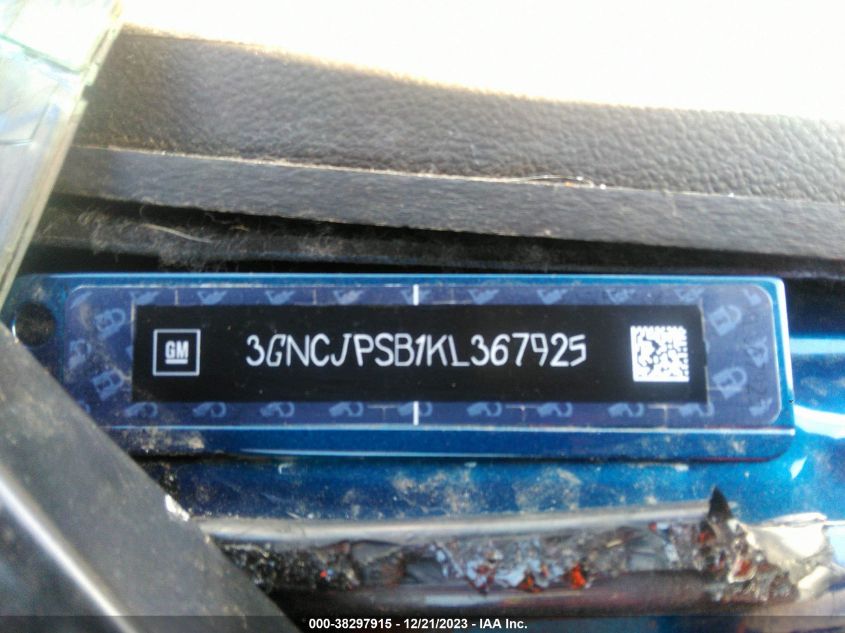 GM 3GNCJPSB1KL367925
000-38297915 - 12/21/2023 - IAA Inc.